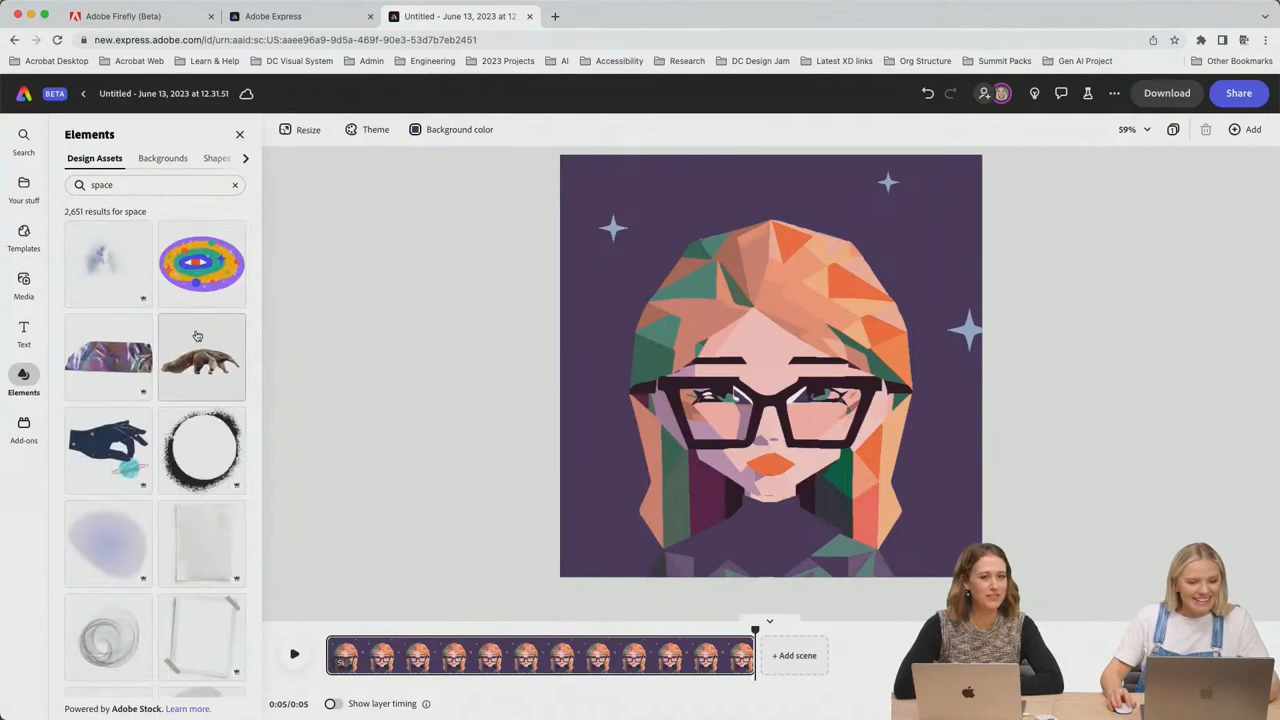 Adobe Firefly (Beta)
Adobe Express
Untitled - June 13, 2023 at 12
new.express.adobe.com/id/urn:aaid:sc:US:aaee96a9-9d5a-469f-90e3-53d7b7eb2451
Acrobat Desktop
Acrobat Web
Learn & Help
DC Visual System
Admin
Engineering
2023 Projects
AI
Accessibility
Research
DC Design Jam
Latest XD links
Org Structure
Summit Packs
Gen AI Project
Other Bookmarks
BETA
Untitled - June 13, 2023 at 12.31.51
Download
Share
Search
Your stuff
Templates
Media
Text
Elements
Add-ons
Elements
Design Assets
Backgrounds
Shapes
space
2,651 results for space
Powered by Adobe Stock. Learn more.
Resize
Theme
Background color
59%
1
Add
+ Add scene
0:05/0:05
Show layer timing